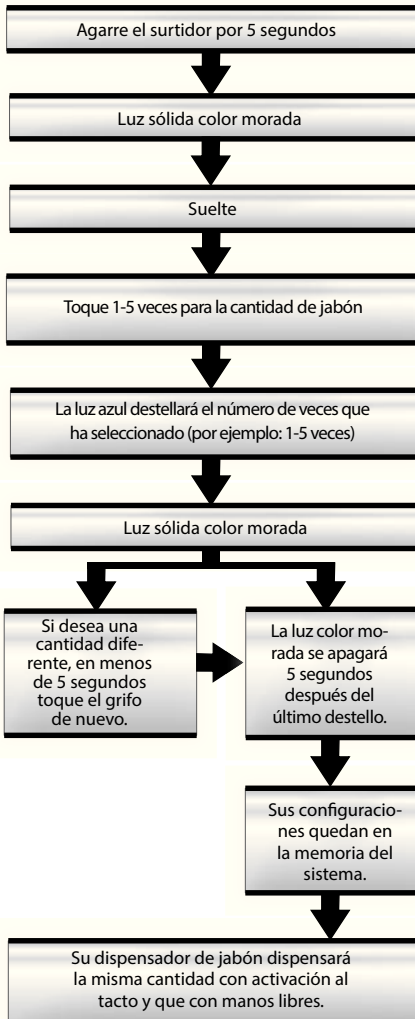 Agarre el surtidor por 5 segundos
Luz sólida color morada
Suelte
Toque 1-5 veces para la cantidad de jabón
La luz azul destellará el número de veces que
ha seleccionado (por ejemplo: 1-5 veces)
Luz sólida color morada
Si desea una
cantidad dife-
rente, en menos
de 5 segundos
toque el grifo
de nuevo.
La luz color mo-
rada se apagará
5 segundos
después del
último destello.
Sus configuracio-
nes quedan en
la memoria del
sistema.
Su dispensador de jabón dispensará
la misma cantidad con activación al
tacto y que con manos libres.